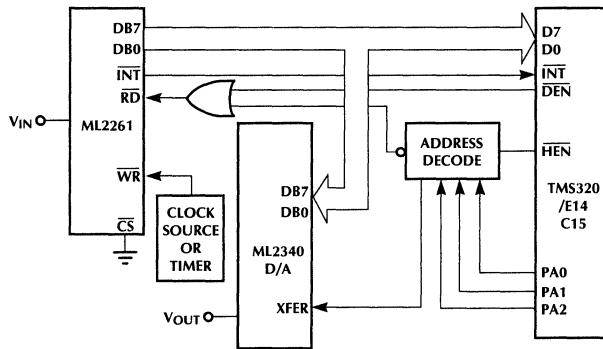 DB7
DB0
INT
RD
ML2261
VIN
WR
CS
CLOCK
SOURCE
OR
TIMER
DB7
DB0
ML2340
D/A
XFER
VOUT
ADDRESS
DECODE
D7
D0
INT
DEN
HEN
TMS320
/E14
C15
PA0
PA1
PA2